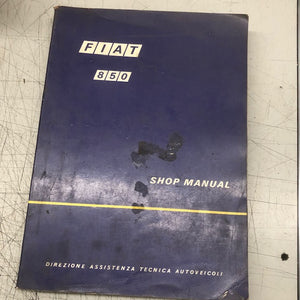 FIAT
850
SHOP MANUAL
DIREZIONE ASSISTENZA TECNICA AUTOVEICOLI